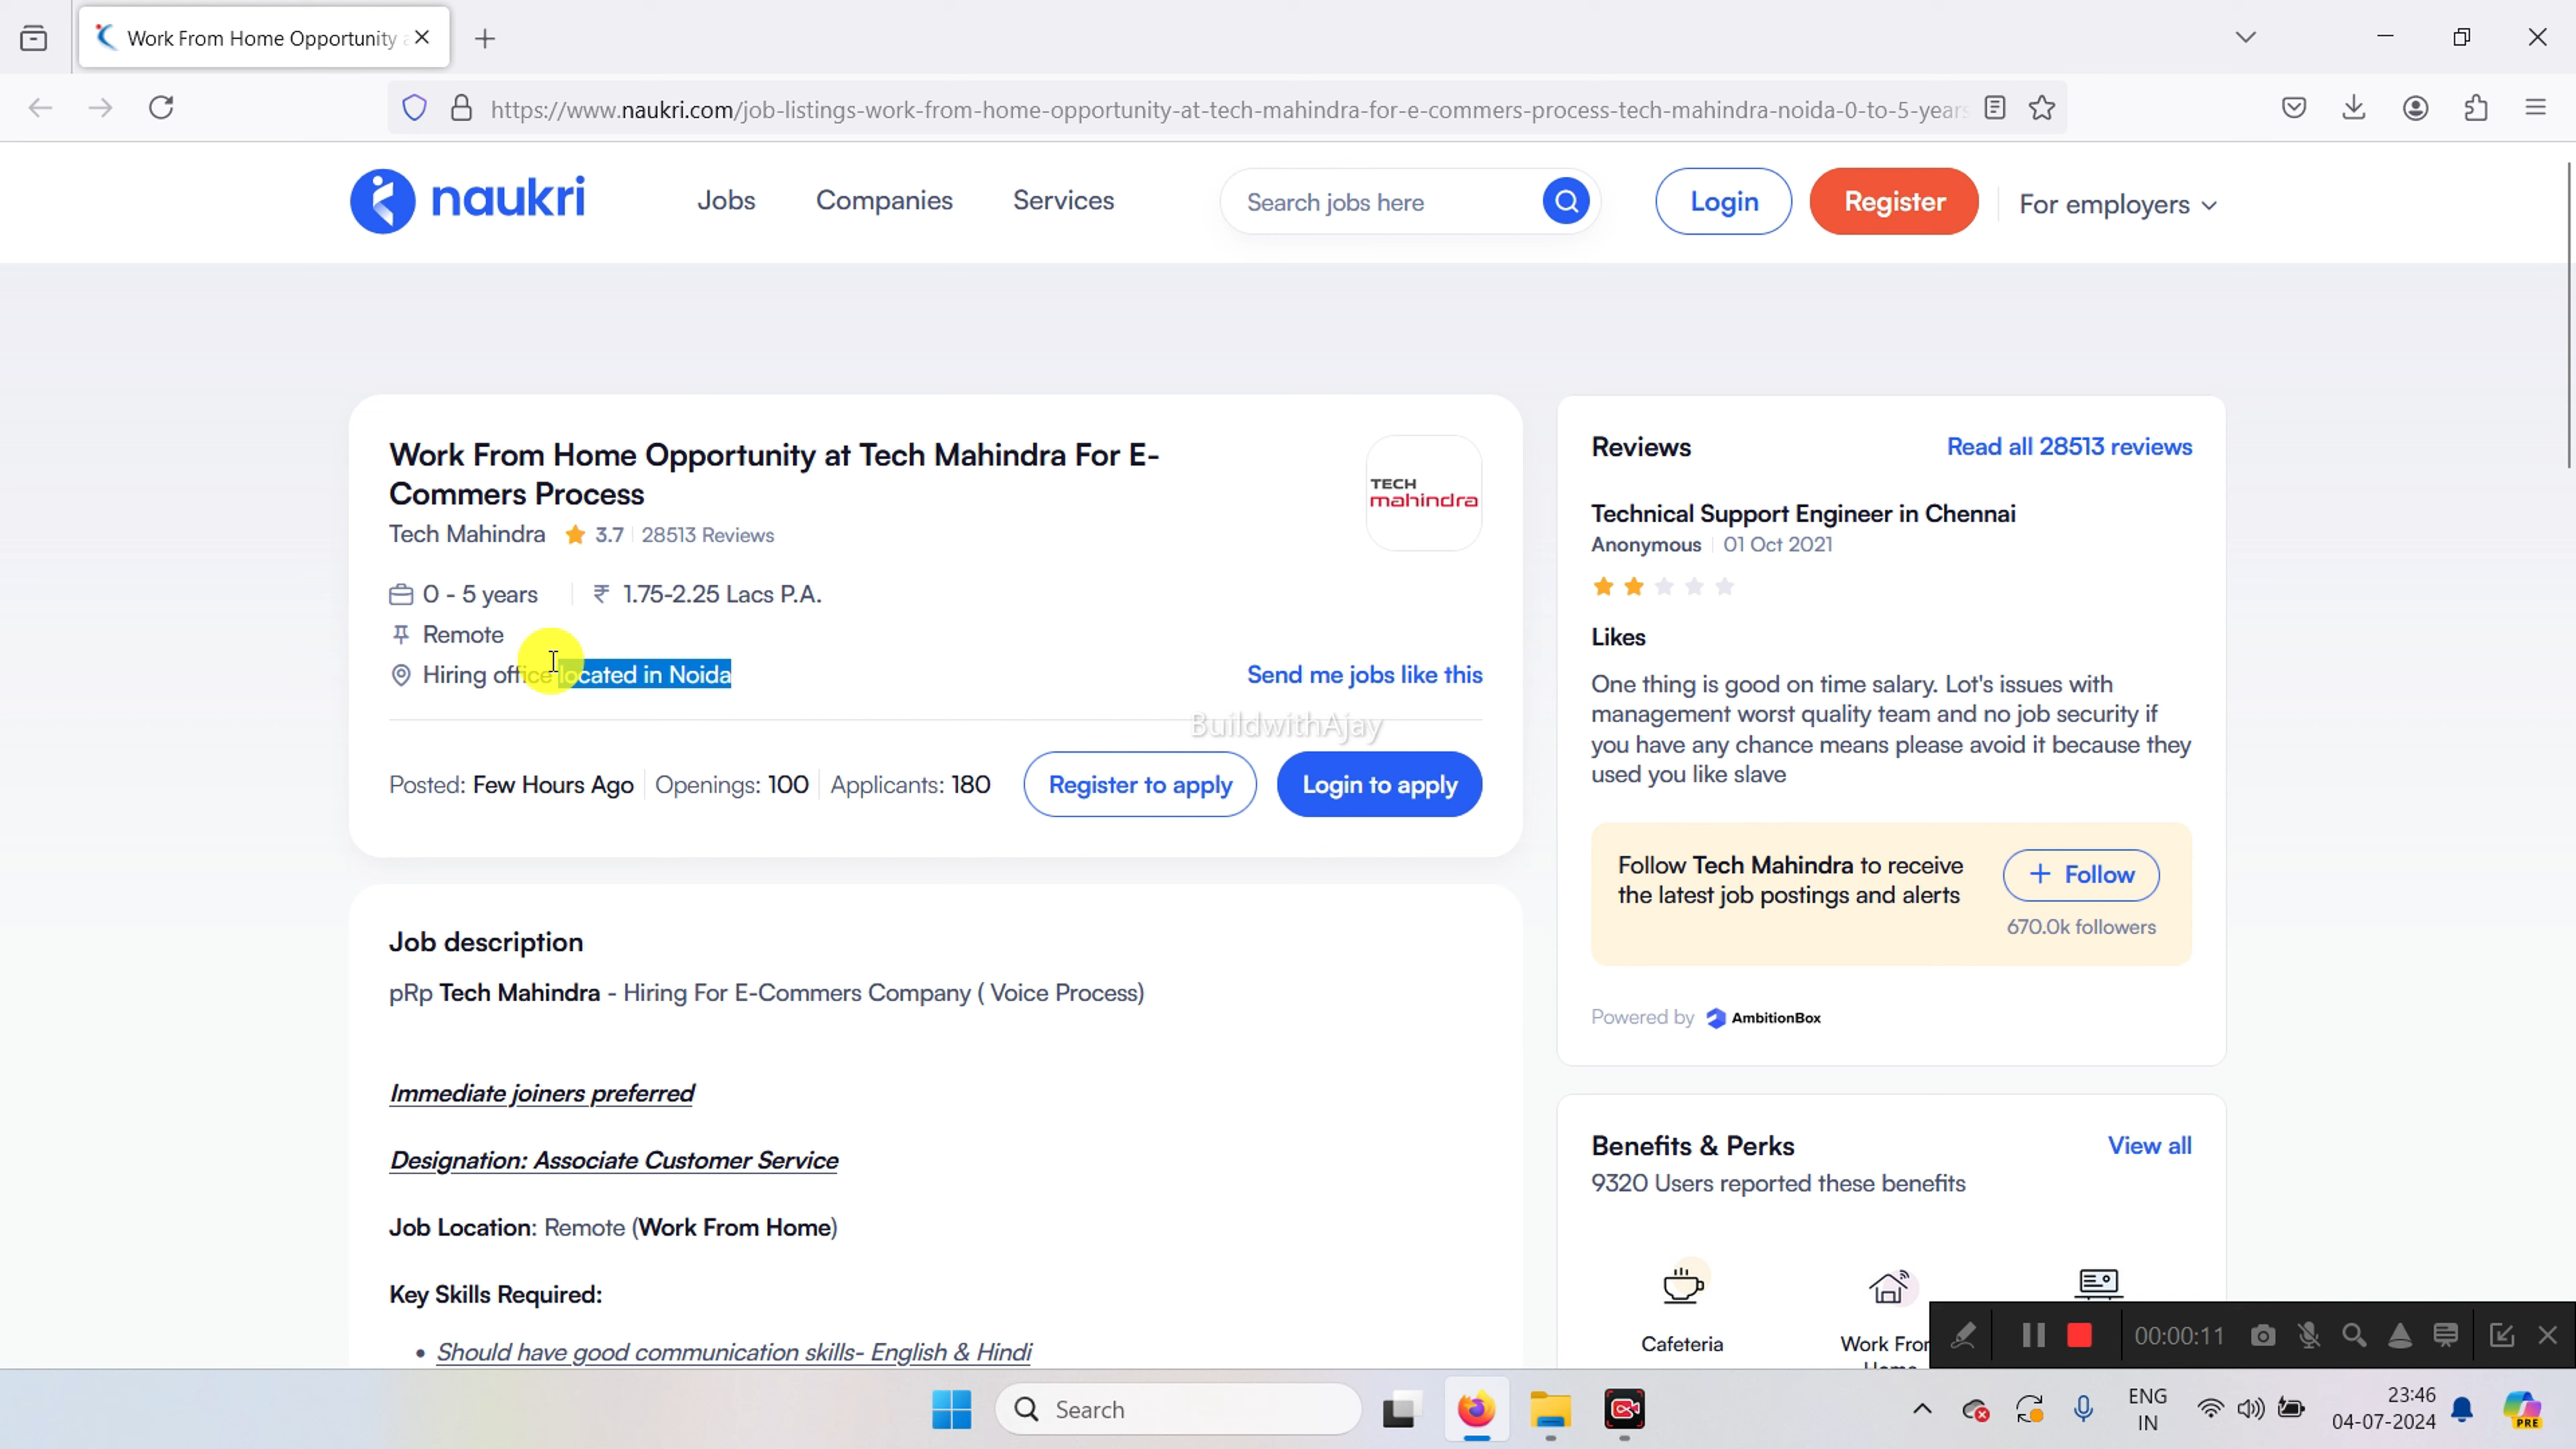 Work From Home Opportunity a
https://www.naukri.com/job-listings-work-from-home-opportunity-at-tech-mahindra-for-e-commers-process-tech-mahindra-noida-0-to-5-years
naukri
Jobs
Companies
Services
Search jobs here
Login
Register
For employers
Work From Home Opportunity at Tech Mahindra For E-
Commers Process
Tech Mahindra 3.7 28513 Reviews
TECH
mahindra
0 - 5 years ₹ 1.75-2.25 Lacs P.A.
Remote
Hiring office located in Noida
Send me jobs like this
BuildwithAjay
Posted: Few Hours Ago Openings: 100 Applicants: 180
Register to apply
Login to apply
Job description
pRp Tech Mahindra - Hiring For E-Commers Company ( Voice Process)
Immediate joiners preferred
Designation: Associate Customer Service
Job Location: Remote (Work From Home)
Key Skills Required:
• Should have good communication skills- English & Hindi
Reviews
Read all 28513 reviews
Technical Support Engineer in Chennai
Anonymous 01 Oct 2021
Likes
One thing is good on time salary. Lot's issues with
management worst quality team and no job security if
you have any chance means please avoid it because they
used you like slave
Follow Tech Mahindra to receive
the latest job postings and alerts
+ Follow
670.0k followers
Powered by AmbitionBox
Benefits & Perks
View all
9320 Users reported these benefits
Cafeteria
Work From
Home
00:00:11
Search
ENG
IN
23:46
04-07-2024
PRE